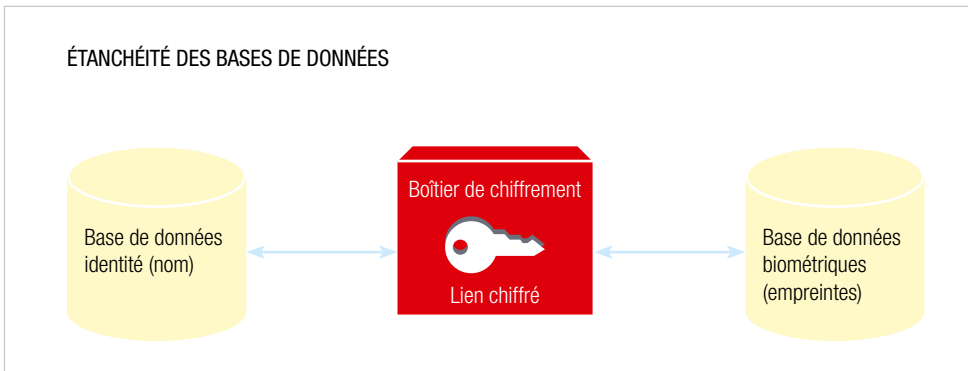 ÉTANCHÉITÉ DES BASES DE DONNÉES
Base de données
identité (nom)
Boîtier de chiffrement
Lien chiffré
Base de données
biométriques
(empreintes)